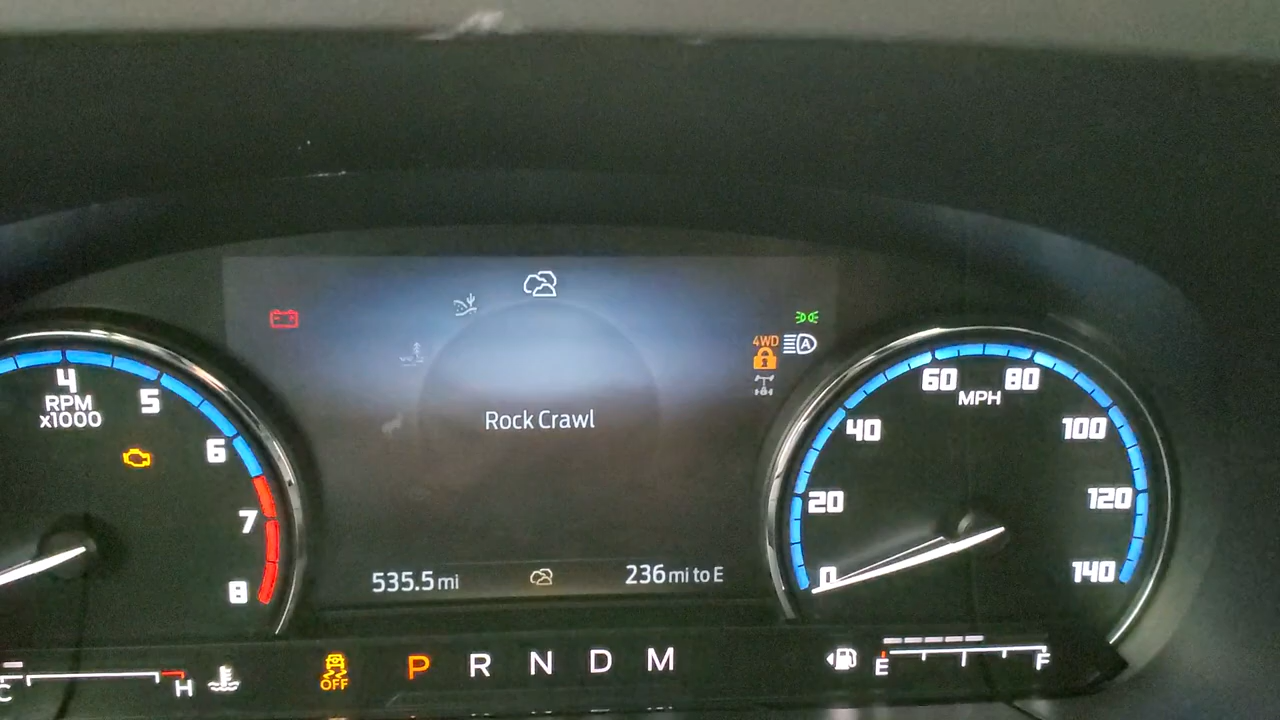 4
RPM
x1000
5
6
7
8
C
H
4WD
A
Rock Crawl
535.5 mi
236 mi to E
OFF
P R N D M
0
20
40
60
80
MPH
100
120
140
E
F